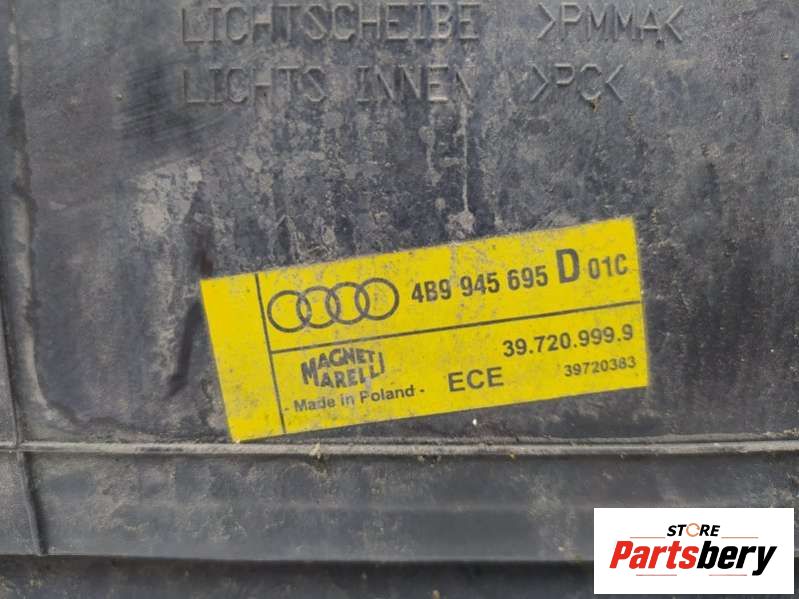 LICHTSCHEIBE >PMMA<
LICHTS INNEN >PC<
4B9 945 695 D 01C
39.720.999.9
MAGNETI
MARELLI
- Made in Poland -
ECE
39720383
STORE
Partsbery